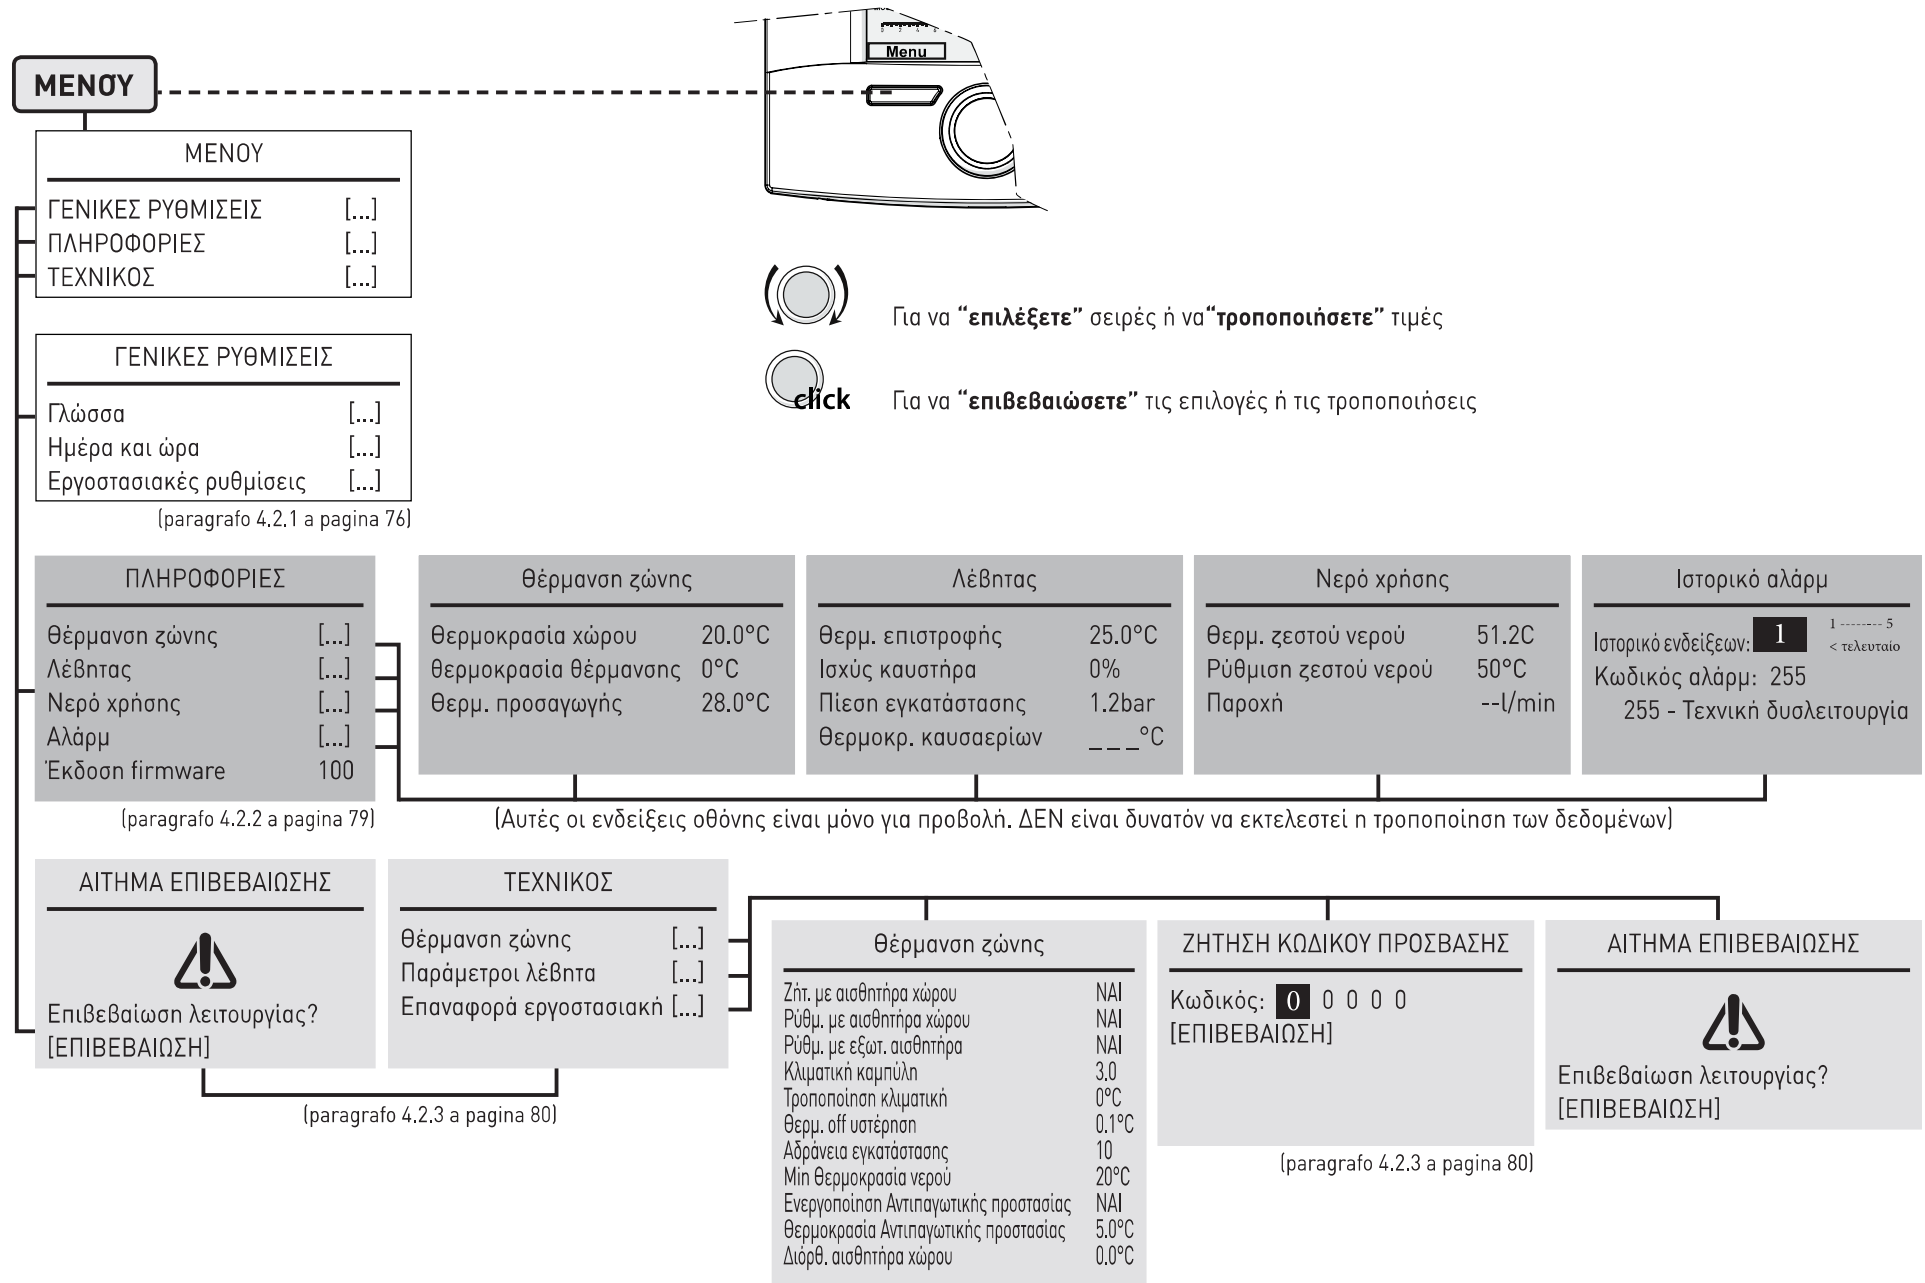 Menu
ΜΕΝΟΎ
ΜΕΝΟΥ
ΓΕΝΙΚΕΣ ΡΥΘΜΙΣΕΙΣ [...]
ΠΛΗΡΟΦΟΡΙΕΣ [...]
ΤΕΧΝΙΚΟΣ [...]
Για να “επιλέξετε” σειρές ή να“τροποποιήσετε” τιμές
click
Για να “επιβεβαιώσετε” τις επιλογές ή τις τροποποιήσεις
ΓΕΝΙΚΕΣ ΡΥΘΜΙΣΕΙΣ
Γλώσσα [...]
Ημέρα και ώρα [...]
Εργοστασιακές ρυθμίσεις [...]
(paragrafo 4.2.1 a pagina 76)
ΠΛΗΡΟΦΟΡΙΕΣ
Θέρμανση ζώνης [...]
Λέβητας [...]
Νερό χρήσης [...]
Αλάρμ [...]
Έκδοση firmware 100
(paragrafo 4.2.2 a pagina 79)
Θέρμανση ζώνης
Θερμοκρασία χώρου 20.0°C
Θερμοκρασία θέρμανσης 0°C
Θερμ. προσαγωγής 28.0°C
Λέβητας
Θερμ. επιστροφής 25.0°C
Ισχύς καυστήρα 0%
Πίεση εγκατάστασης 1.2bar
Θερμοκρ. καυσαερίων _ _ _°C
Νερό χρήσης
Θερμ. ζεστού νερού 51.2C
Ρύθμιση ζεστού νερού 50°C
Παροχή --l/min
Ιστορικό αλάρμ
Ιστορικό ενδείξεων: 1 1 -------- 5
< τελευταίο
Κωδικός αλάρμ: 255
255 - Τεχνική δυσλειτουργία
(Αυτές οι ενδείξεις οθόνης είναι μόνο για προβολή. ΔΕΝ είναι δυνατόν να εκτελεστεί η τροποποίηση των δεδομένων)
ΑΙΤΗΜΑ ΕΠΙΒΕΒΑΙΩΣΗΣ
Επιβεβαίωση λειτουργίας?
[ΕΠΙΒΕΒΑΙΩΣΗ]
ΤΕΧΝΙΚΟΣ
Θέρμανση ζώνης [...]
Παράμετροι λέβητα [...]
Επαναφορά εργοστασιακή [...]
(paragrafo 4.2.3 a pagina 80)
Θέρμανση ζώνης
Ζήτ. με αισθητήρα χώρου ΝΑΙ
Ρύθμ. με αισθητήρα χώρου ΝΑΙ
Ρύθμ. με εξωτ. αισθητήρα ΝΑΙ
Κλιματική καμπύλη 3.0
Τροποποίηση κλιματική 0°C
Θερμ. off υστέρηση 0.1°C
Αδράνεια εγκατάστασης 10
Min Θερμοκρασία νερού 20°C
Ενεργοποίηση Αντιπαγωτικής προστασίας ΝΑΙ
Θερμοκρασία Αντιπαγωτικής προστασίας 5.0°C
Διόρθ. αισθητήρα χώρου 0.0°C
ΖΗΤΗΣΗ ΚΩΔΙΚΟΥ ΠΡΟΣΒΑΣΗΣ
Κωδικός: 0 0 0 0 0
[ΕΠΙΒΕΒΑΙΩΣΗ]
(paragrafo 4.2.3 a pagina 80)
ΑΙΤΗΜΑ ΕΠΙΒΕΒΑΙΩΣΗΣ
Επιβεβαίωση λειτουργίας?
[ΕΠΙΒΕΒΑΙΩΣΗ]